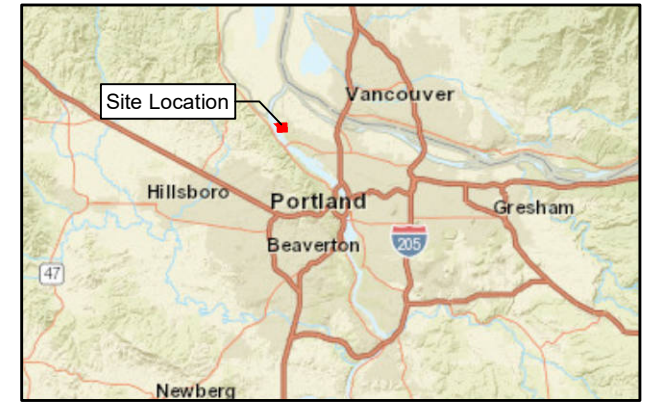 Site Location
Vancouver
Hillsboro
Portland
Gresham
Beaverton
205
47
Newberg